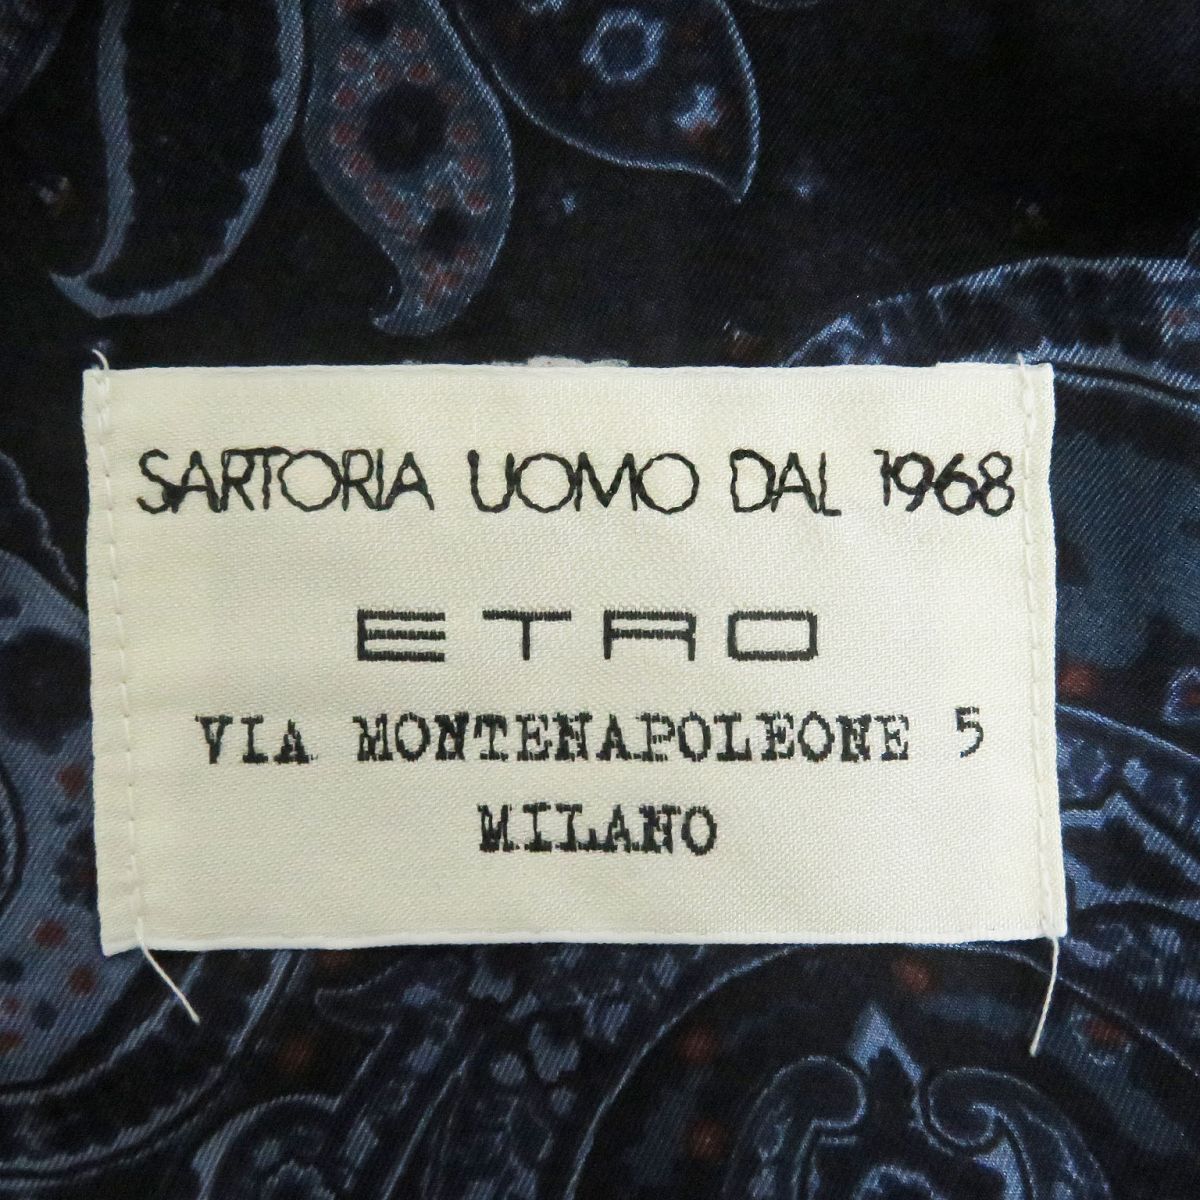 SARTORIA UOMO DAL 1968
ETRO
VIA MONTENAPOLEONE 5
MILANO